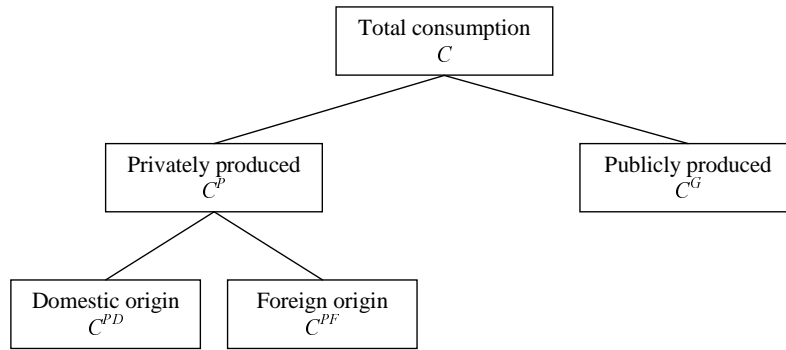 Total consumption
C
Privately produced
C^P
Publicly produced
C^G
Domestic origin
C^PD
Foreign origin
C^PF